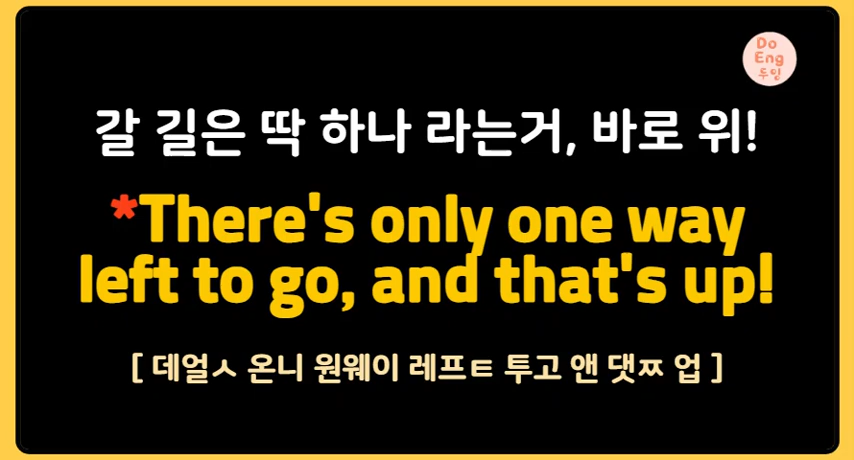 Do
Eng
두잉
갈 길은 딱 하나 라는거, 바로 위!
*There's only one way
left to go, and that's up!
[ 데얼ㅅ 온니 원웨이 레프ㅌ 투고 앤 댓ㅉ 업 ]